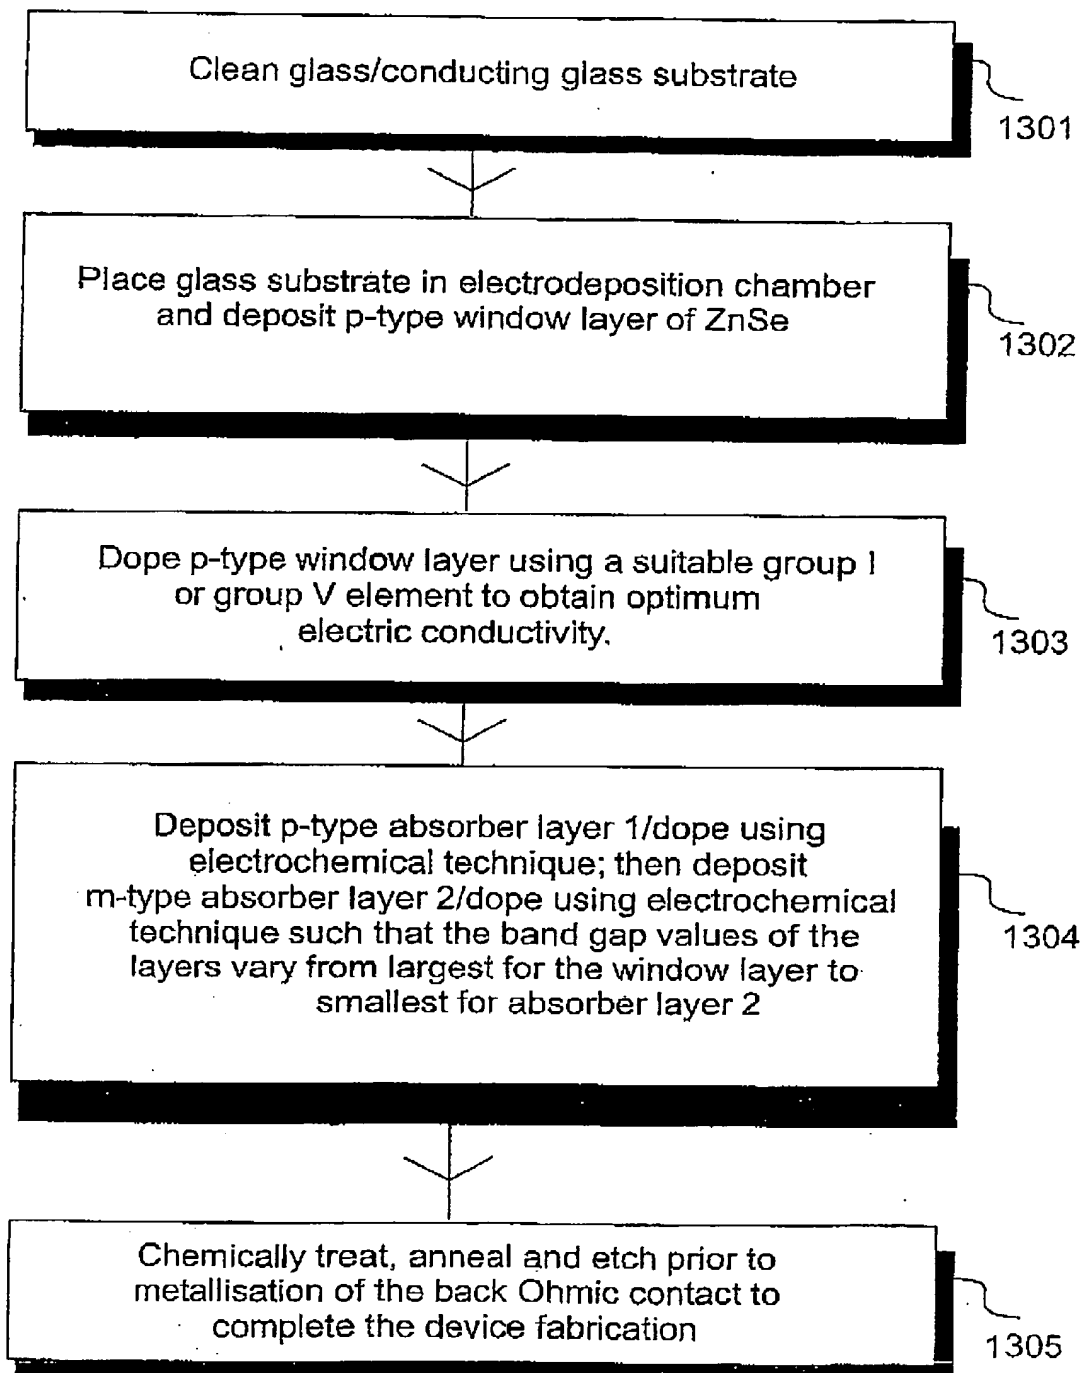 Clean glass/conducting glass substrate
1301
Place glass substrate in electrodeposition chamber
and deposit p-type window layer of ZnSe
1302
Dope p-type window layer using a suitable group I
or group V element to obtain optimum
electric conductivity.
1303
Deposit p-type absorber layer 1/dope using
electrochemical technique; then deposit
m-type absorber layer 2/dope using electrochemical
technique such that the band gap values of the
layers vary from largest for the window layer to
smallest for absorber layer 2
1304
Chemically treat, anneal and etch prior to
metallisation of the back Ohmic contact to
complete the device fabrication
1305